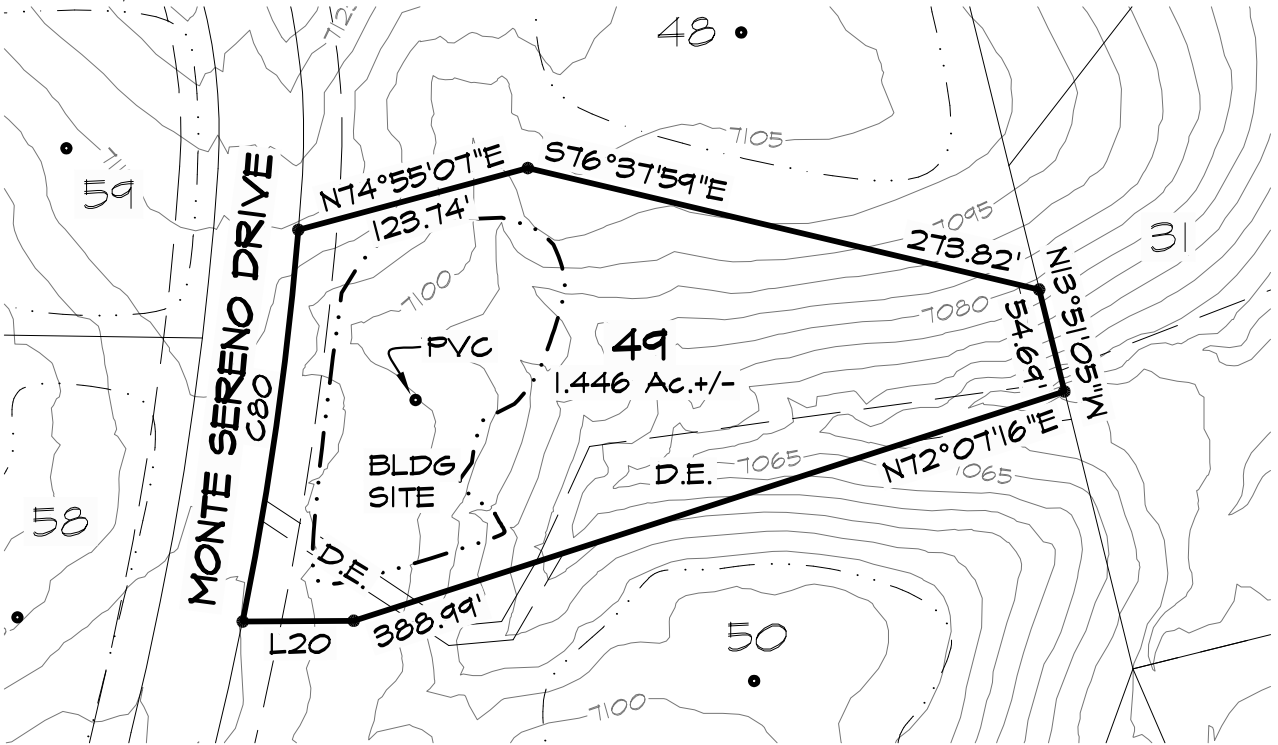 48
7105
59
N74°55'07"E
123.74'
S76°37'59"E
7095
273.82'
31
N13°51'05"W
54.69'
7080
7100
MONTE SERENO DRIVE
C80
PVC
49
1.446 Ac.+/-
BLDG
SITE
D.E.
7065
N72°07'16"E
7065
58
D.E.
388.99'
L20
50
7100